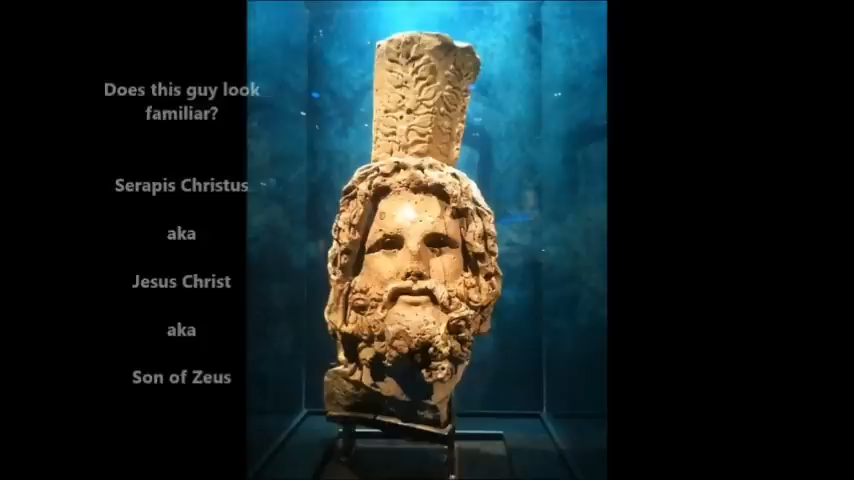 Does this guy look
familiar?
Serapis Christus
aka
Jesus Christ
aka
Son of Zeus